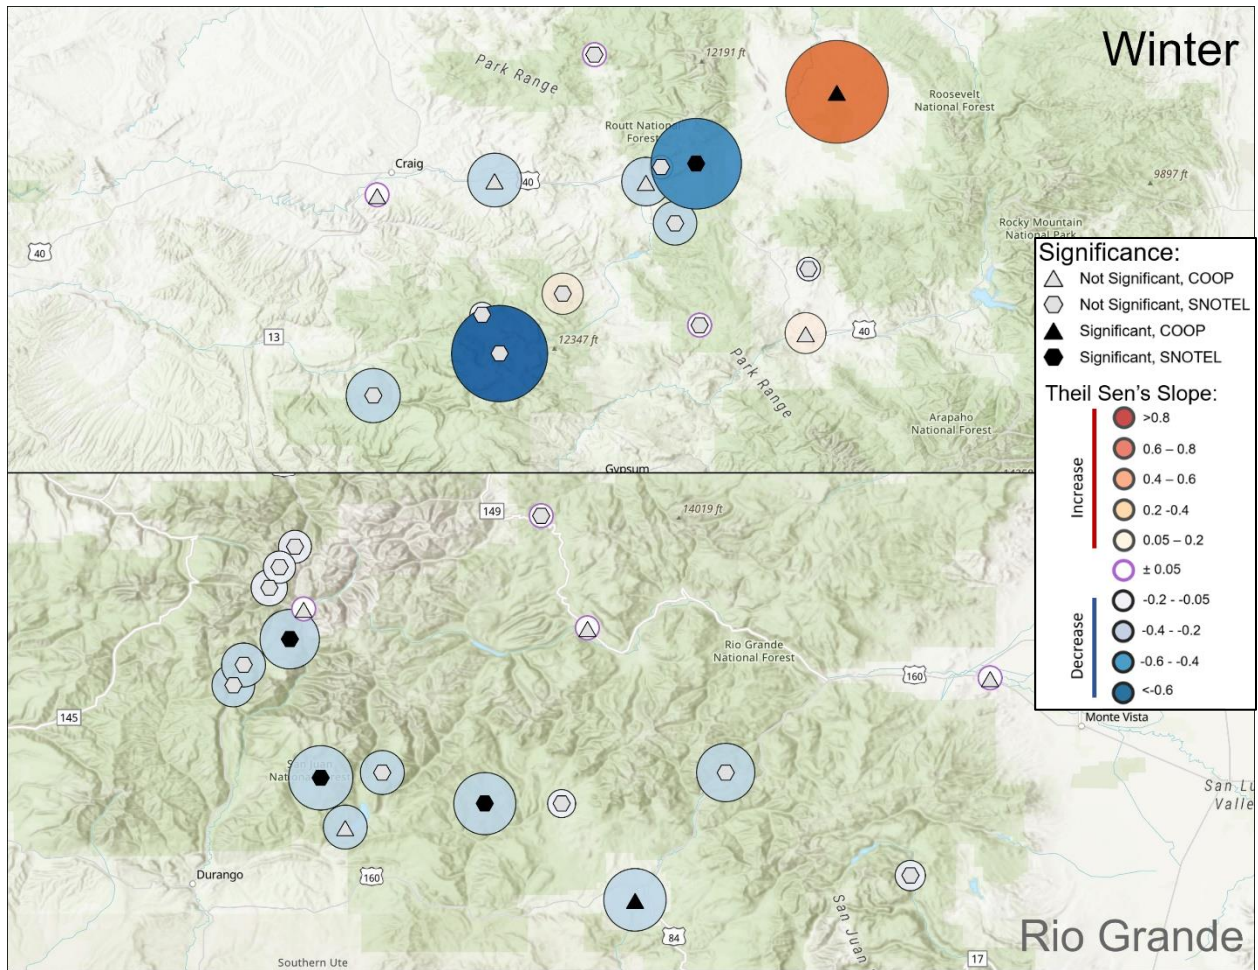 Winter
12191 ft
Park Range
Roosevelt
National Forest
Routt National
Forest
Craig
40
9897 ft
Rocky Mountain
National Park
40
Significance:
Not Significant, COOP
Not Significant, SNOTEL
Significant, COOP
Significant, SNOTEL
13
12347 ft
40
Park Range
Arapaho
National Forest
Gypsum
Theil Sen's Slope:
Increase
>0.8
0.6 – 0.8
0.4 – 0.6
0.2 -0.4
0.05 – 0.2
± 0.05
Decrease
-0.2 - -0.05
-0.4 - -0.2
-0.6 - -0.4
<-0.6
149
14019 ft
Rio Grande
National Forest
160
145
Monte Vista
San Juan
National Forest
San Lu
Valle
Durango
160
San Juan
84
Rio Grande
Southern Ute
17